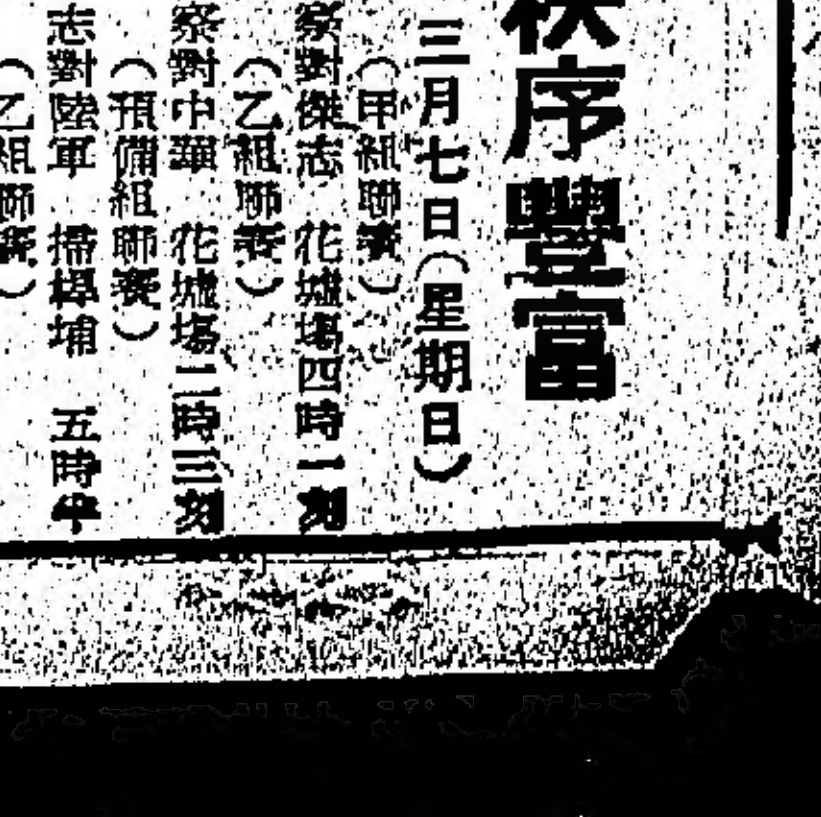 秩序豐富
三月七日（星期日）
（甲組聯賽）
察對傑志　花墟場四時一刻
（乙組聯賽）
察對中華　花墟場二時三刻
（預備組聯賽）
志對陸軍　掃桿埔　五時半
（乙組聯賽）